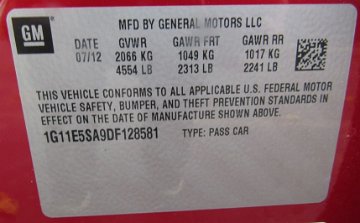 MFD BY GENERAL MOTORS LLC
GM
DATE GVWR GAWR FRT GAWR RR
07/12 2066 KG 1049 KG 1017 KG
4554 LB 2313 LB 2241 LB
THIS VEHICLE CONFORMS TO ALL APPLICABLE U.S. FEDERAL MOTOR
VEHICLE SAFETY, BUMPER, AND THEFT PREVENTION STANDARDS IN
EFFECT ON THE DATE OF MANUFACTURE SHOWN ABOVE.
1G11E5SA9DF128581 TYPE: PASS CAR